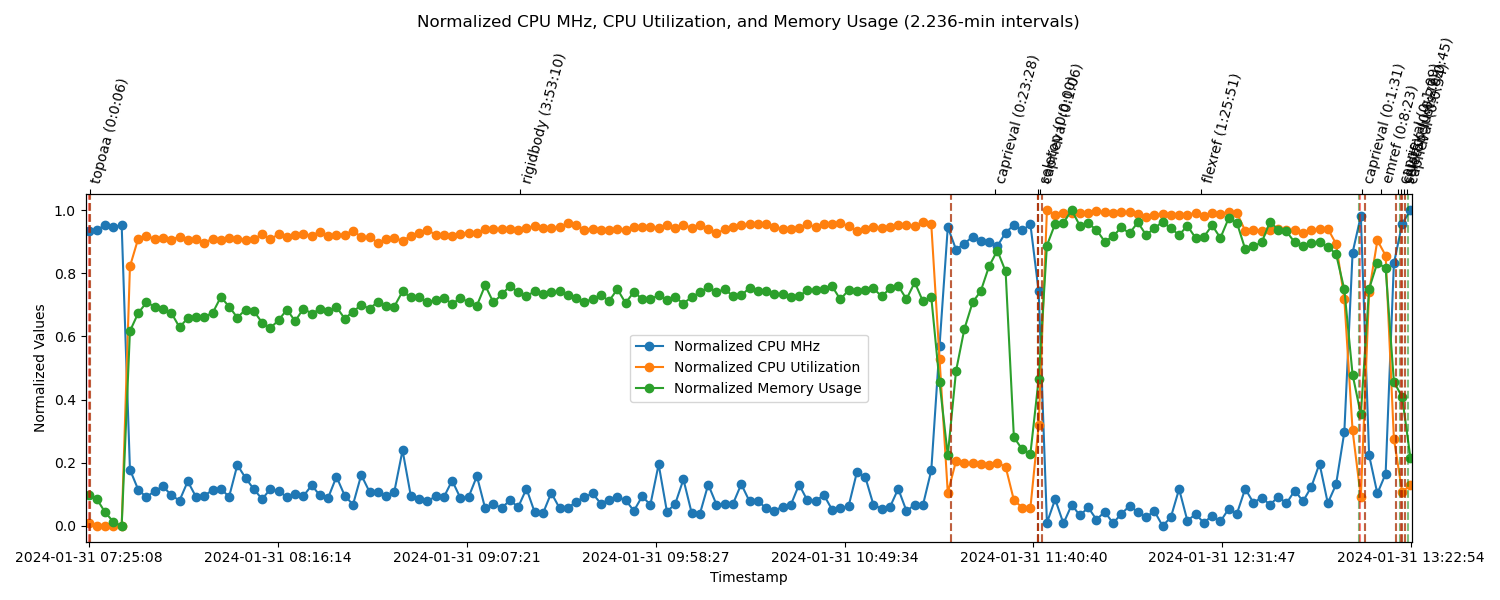 Normalized CPU MHz, CPU Utilization, and Memory Usage (2.236-min intervals)
topoaa (0:0:06)
rigidbody (3:53:10)
caprieval (0:23:28)
caprieval (0:1:06)
flexref (1:25:51)
caprieval (0:1:31)
emref (0:8:23)
Normalized Values
1.0
0.8
0.6
0.4
0.2
0.0
Normalized CPU MHz
Normalized CPU Utilization
Normalized Memory Usage
2024-01-31 07:25:08
2024-01-31 08:16:14
2024-01-31 09:07:21
2024-01-31 09:58:27
2024-01-31 10:49:34
2024-01-31 11:40:40
2024-01-31 12:31:47
2024-01-31 13:22:54
Timestamp